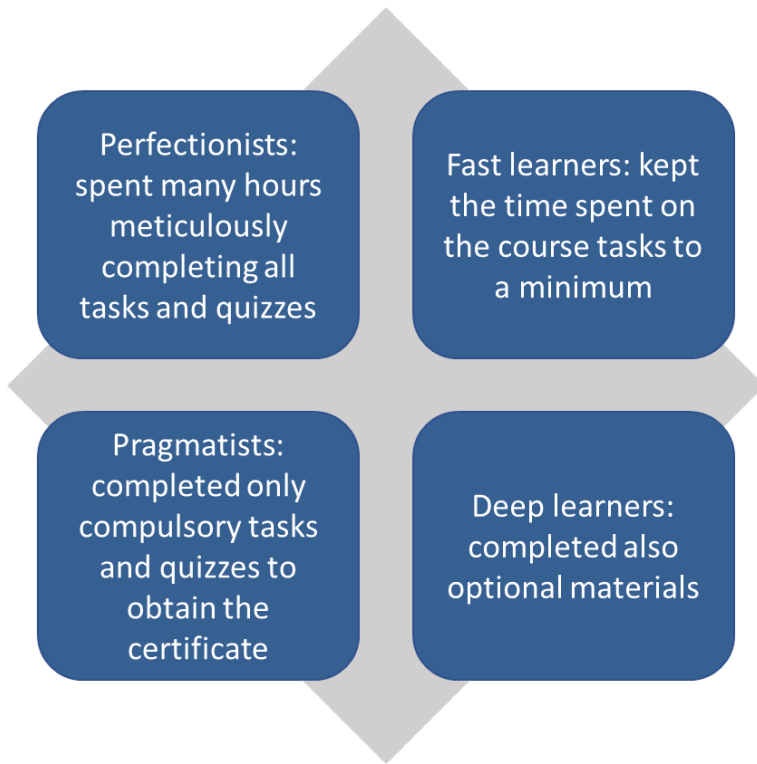 Perfectionists:
spent many hours
meticulously
completing all
tasks and quizzes
Fast learners: kept
the time spent on
the course tasks to
a minimum
Pragmatists:
completed only
compulsory tasks
and quizzes to
obtain the
certificate
Deep learners:
completed also
optional materials